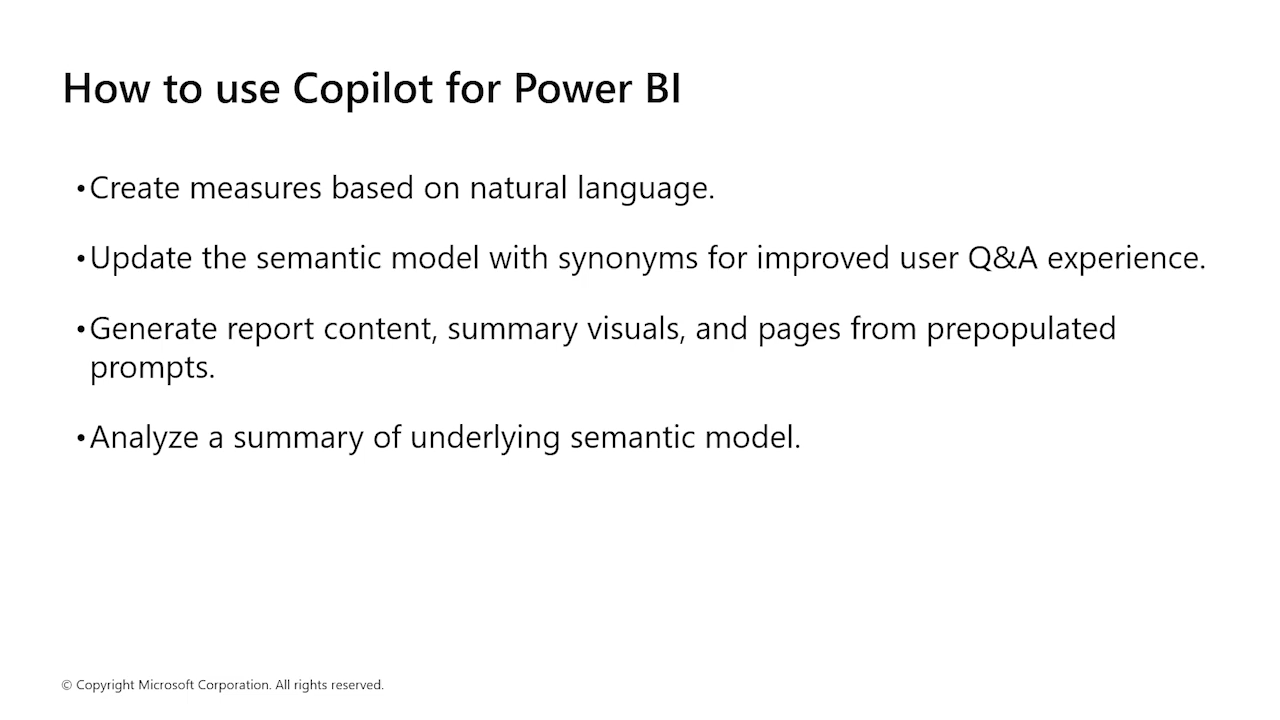 How to use Copilot for Power BI
•Create measures based on natural language.
•Update the semantic model with synonyms for improved user Q&A experience.
•Generate report content, summary visuals, and pages from prepopulated
prompts.
•Analyze a summary of underlying semantic model.
© Copyright Microsoft Corporation. All rights reserved.